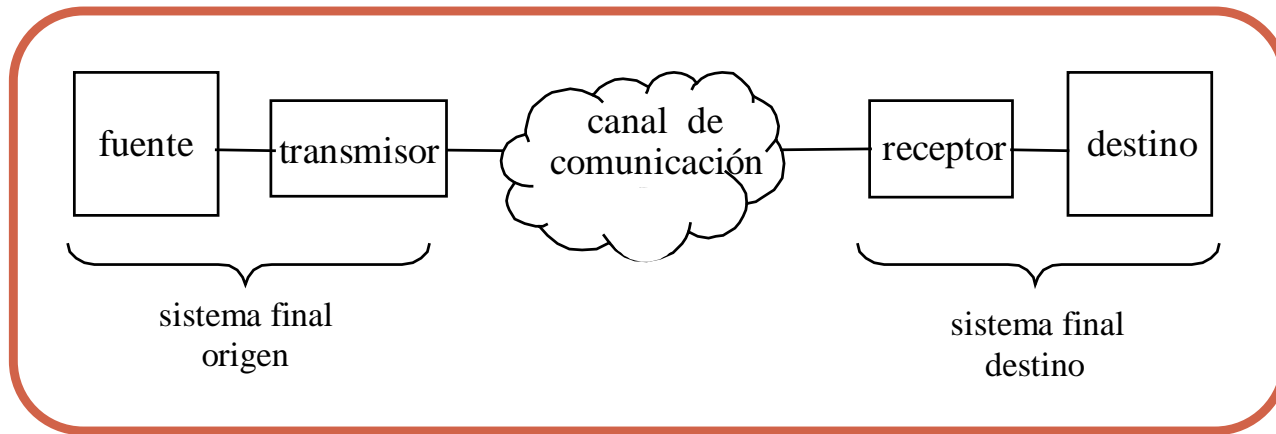 fuente
transmisor
canal de
comunicación
receptor
destino
sistema final
origen
sistema final
destino